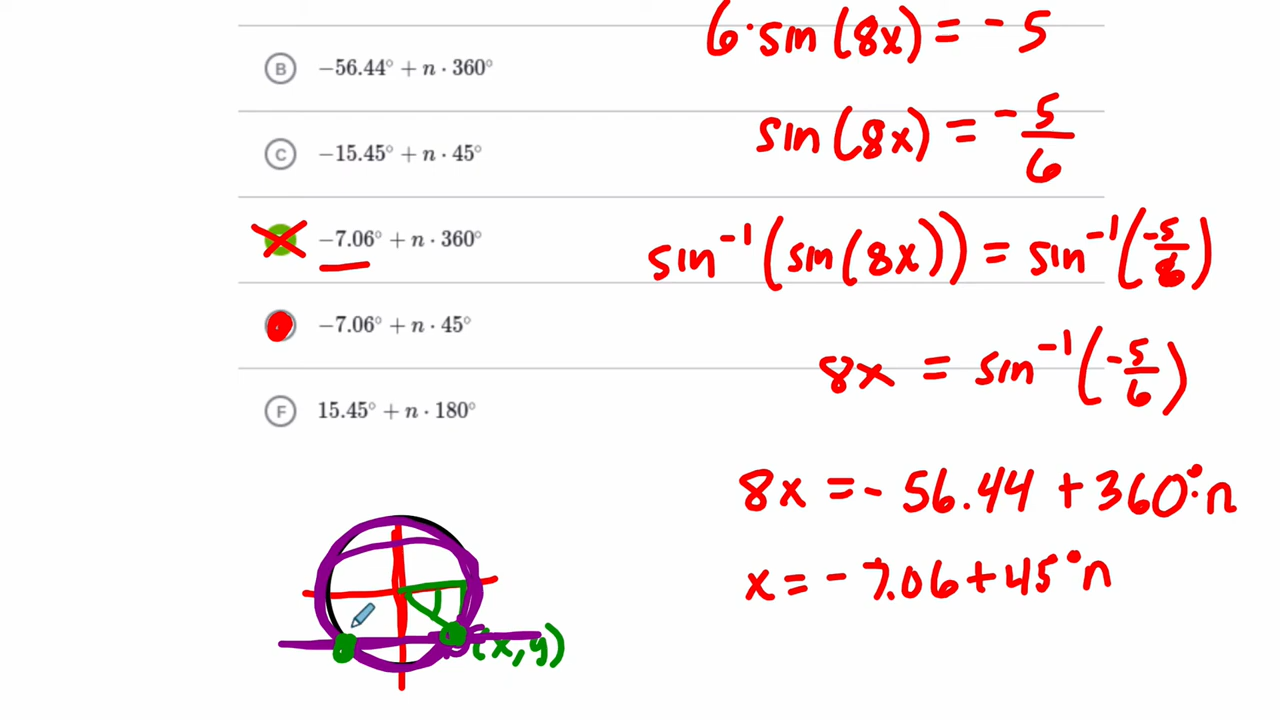 6·sin(8x) = -5
B −56.44° + n · 360°
sin(8x) = -5/6
C −15.45° + n · 45°
−7.06° + n · 360°
sin⁻¹(sin(8x)) = sin⁻¹(-5/6)
−7.06° + n · 45°
8x = sin⁻¹(-5/6)
F 15.45° + n · 180°
8x = -56.44 + 360°·n
x = -7.06 + 45°n
(x,y)